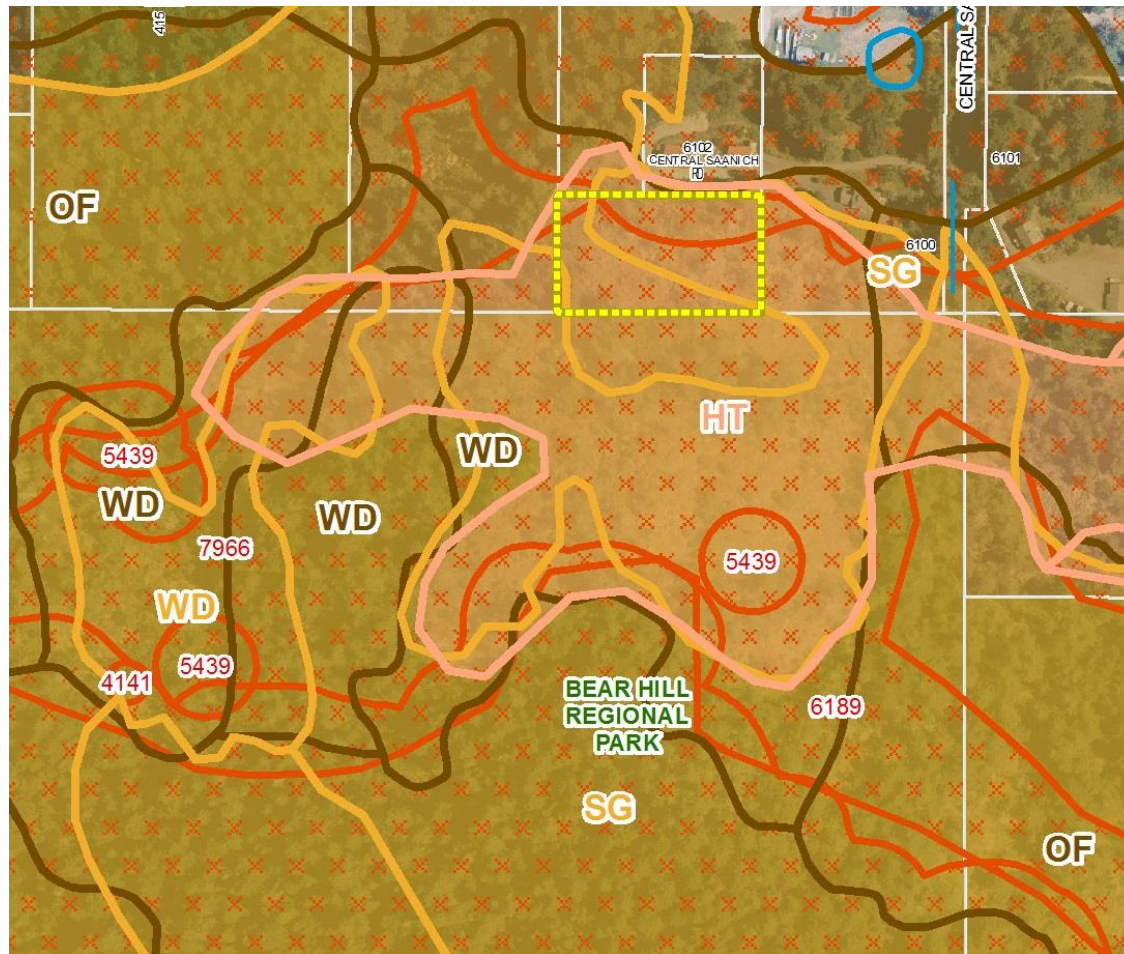 415
CENTRAL SA
OF
6102
CENTRAL SAANICH
RD
6101
6100
SG
HT
WD
5439
WD
WD
7966
5439
WD
5439
4141
BEAR HILL
REGIONAL
PARK
6189
SG
OF